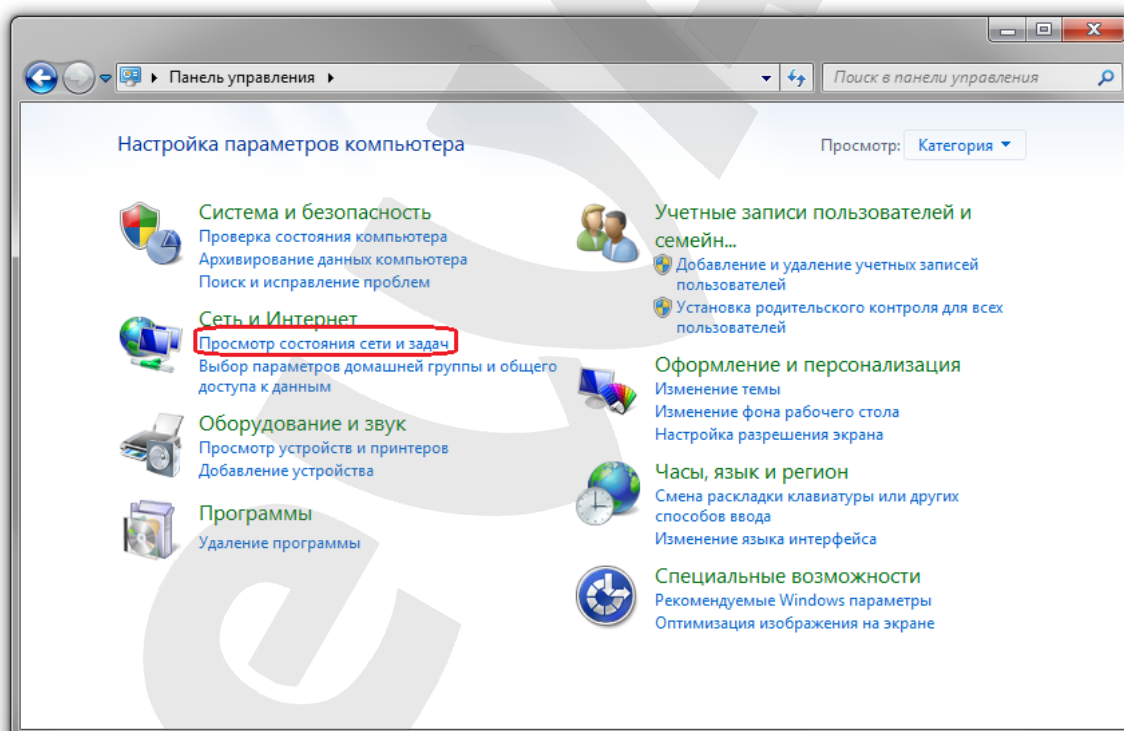 Панель управления
Поиск в панели управления
Настройка параметров компьютера
Просмотр: Категория
Система и безопасность
Проверка состояния компьютера
Архивирование данных компьютера
Поиск и исправление проблем
Сеть и Интернет
Просмотр состояния сети и задач
Выбор параметров домашней группы и общего
доступа к данным
Оборудование и звук
Просмотр устройств и принтеров
Добавление устройства
Программы
Удаление программы
Учетные записи пользователей и
семейн...
Добавление и удаление учетных записей
пользователей
Установка родительского контроля для всех
пользователей
Оформление и персонализация
Изменение темы
Изменение фона рабочего стола
Настройка разрешения экрана
Часы, язык и регион
Смена раскладки клавиатуры или других
способов ввода
Изменение языка интерфейса
Специальные возможности
Рекомендуемые Windows параметры
Оптимизация изображения на экране